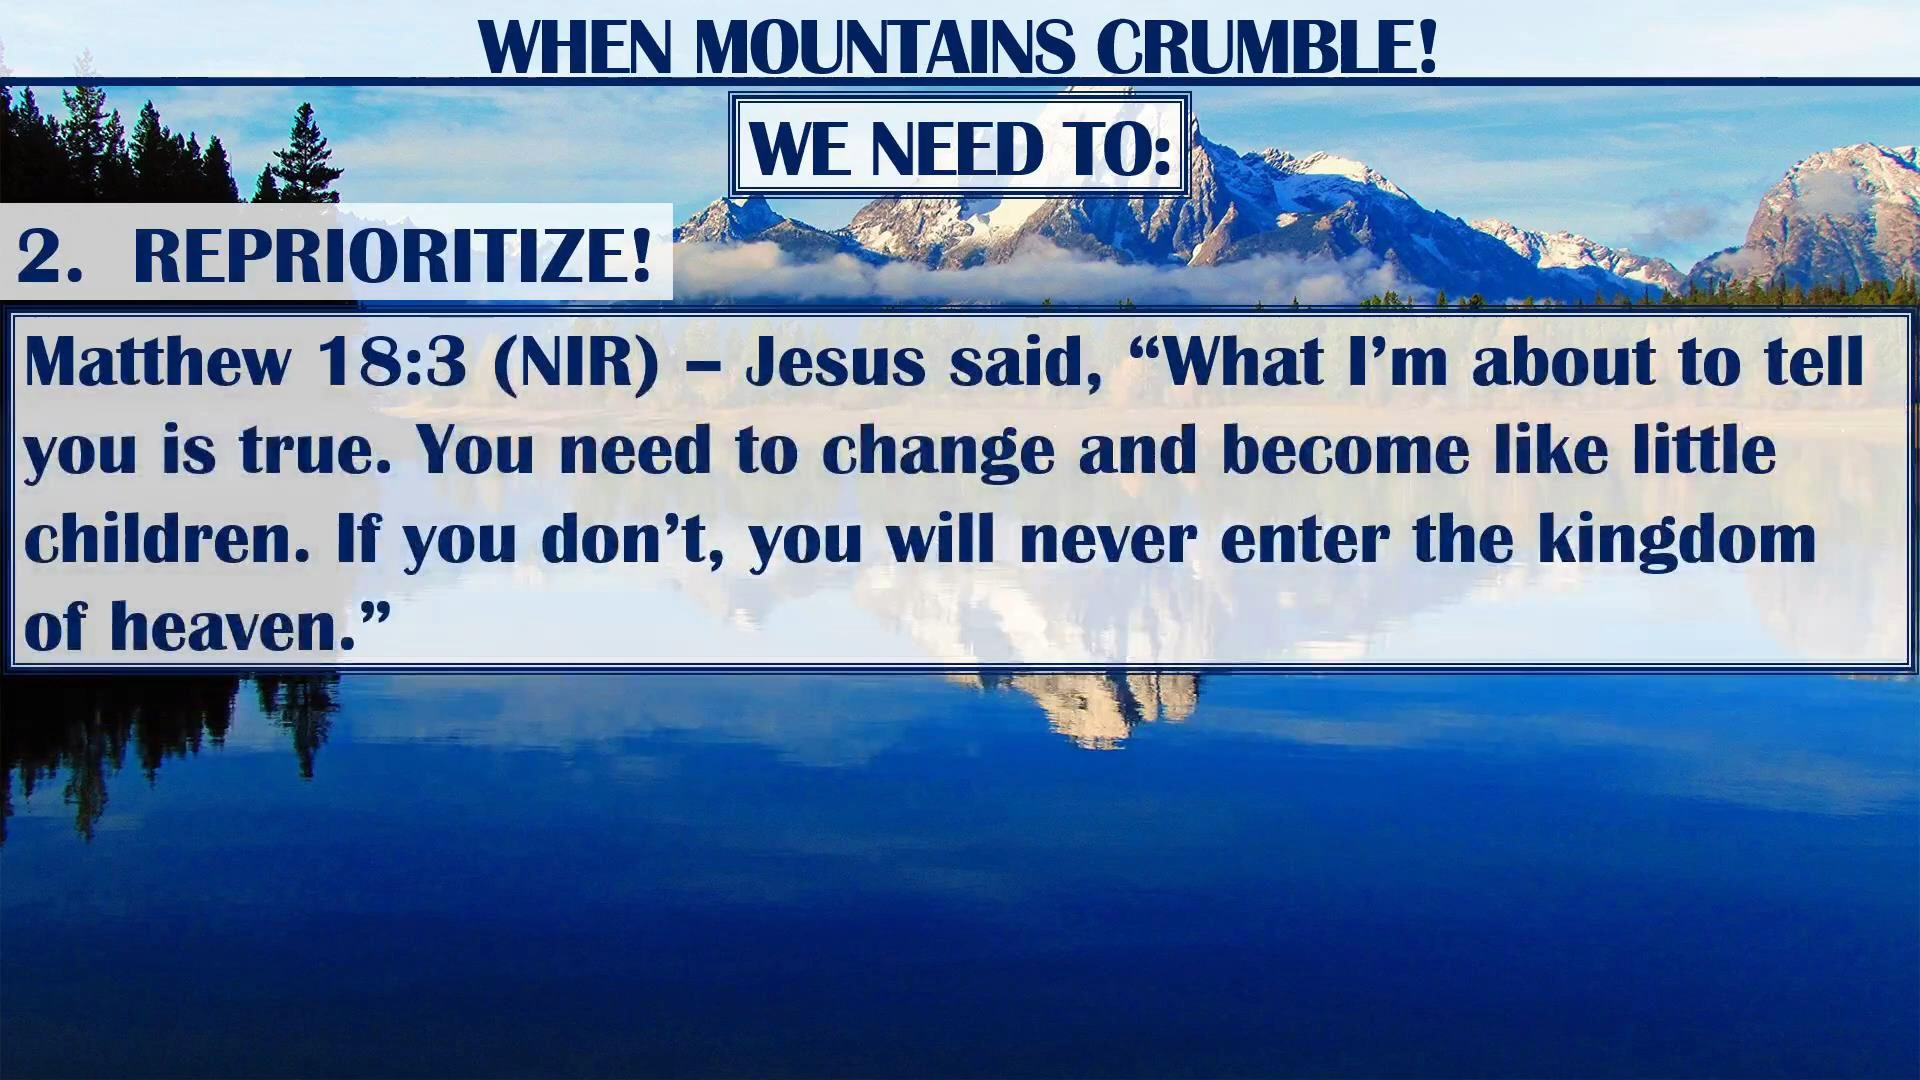 WHEN MOUNTAINS CRUMBLE!
WE NEED TO:
2. REPRIORITIZE!
Matthew 18:3 (NIR) – Jesus said, “What I’m about to tell
you is true. You need to change and become like little
children. If you don’t, you will never enter the kingdom
of heaven.”